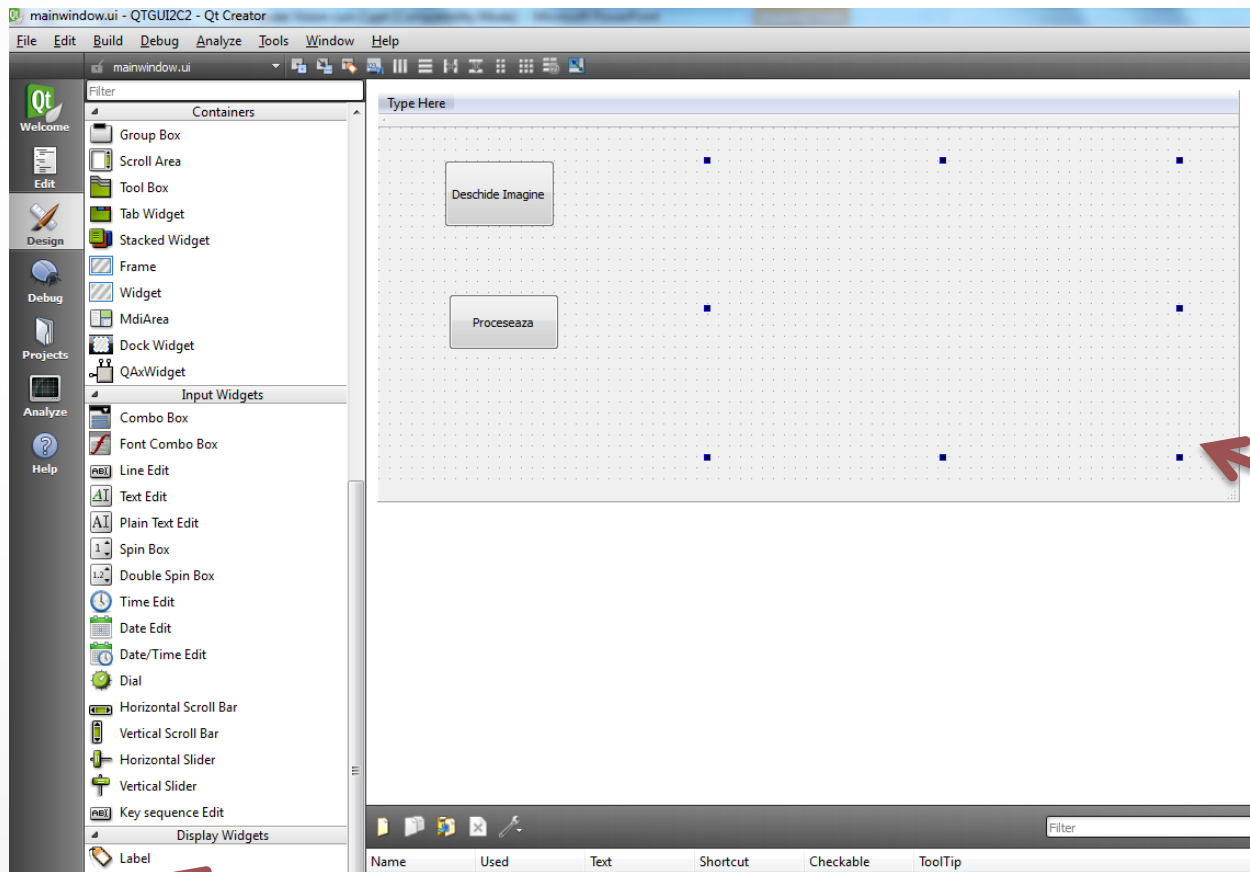 mainwindow.ui - QTGUI2C2 - Qt Creator
File Edit Build Debug Analyze Tools Window Help
mainwindow.ui
Qt
Welcome
Edit
Design
Debug
Projects
Analyze
Help
Filter
Containers
Group Box
Scroll Area
Tool Box
Tab Widget
Stacked Widget
Frame
Widget
MdiArea
Dock Widget
QAxWidget
Input Widgets
Combo Box
Font Combo Box
Line Edit
Text Edit
Plain Text Edit
Spin Box
Double Spin Box
Time Edit
Date Edit
Date/Time Edit
Dial
Horizontal Scroll Bar
Vertical Scroll Bar
Horizontal Slider
Vertical Slider
Key sequence Edit
Display Widgets
Label
Type Here
Deschide Imagine
Proceseaza
Filter
Name Used Text Shortcut Checkable ToolTip